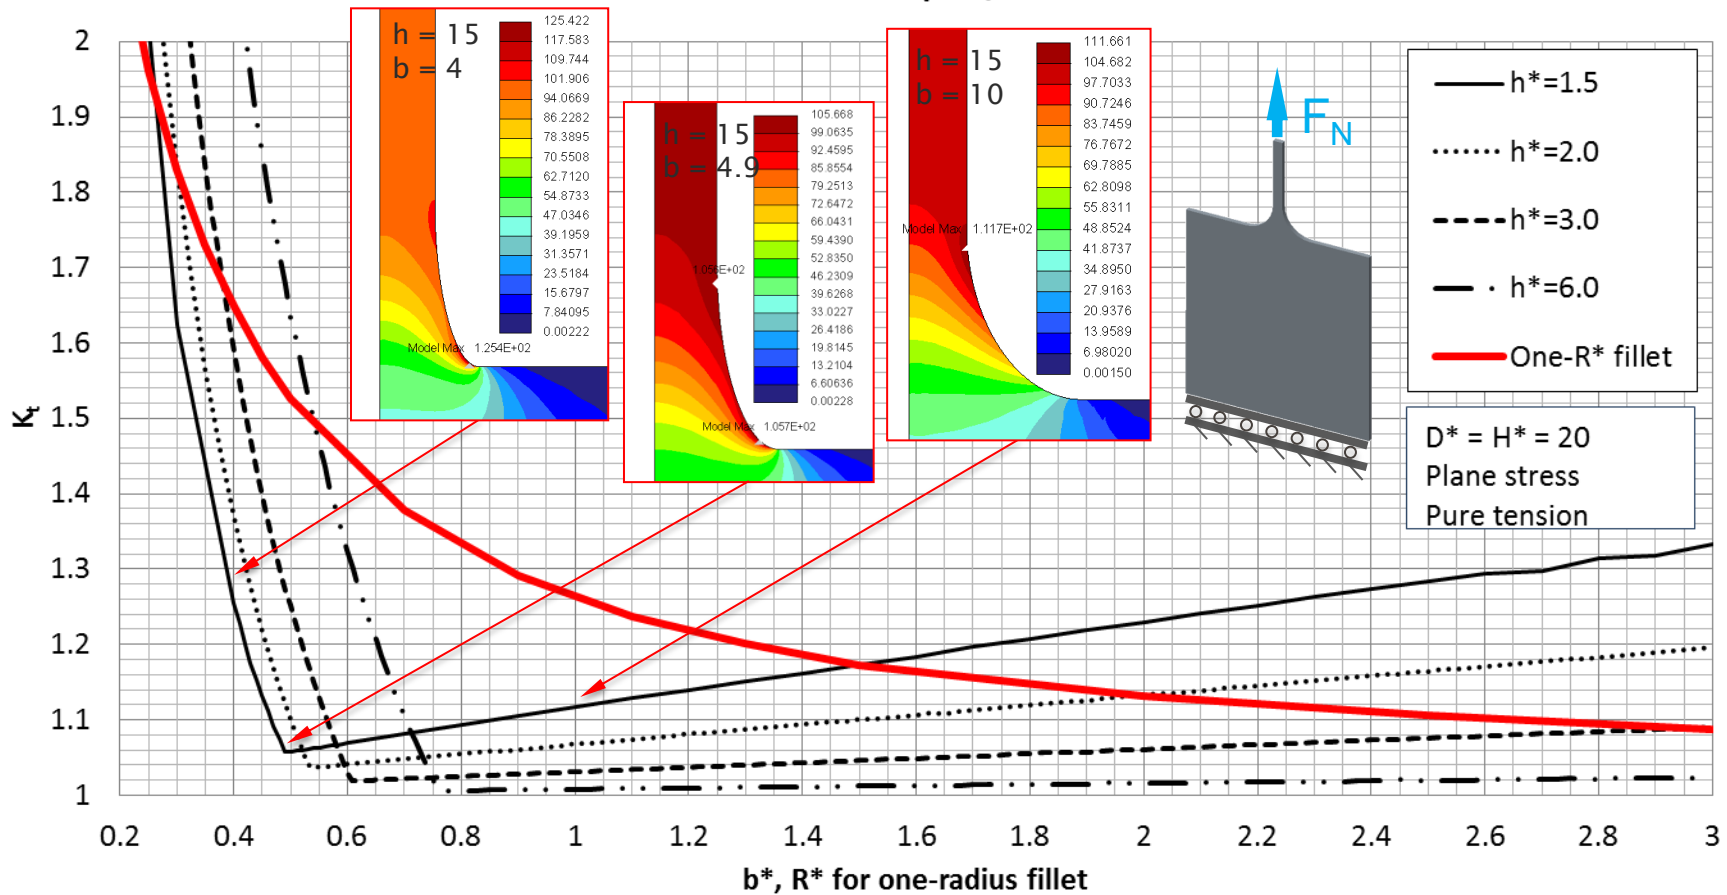 h = 15
b = 4
125.422
117.583
109.744
101.906
94.0669
86.2282
78.3895
70.5508
62.7120
54.8733
47.0346
39.1959
31.3571
23.5184
15.6797
7.84095
0.00222
Model Max 1.254E+02
h = 15
b = 4.9
105.668
99.0635
92.4595
85.8554
79.2513
72.6472
66.0431
59.4390
52.8350
46.2309
39.6268
33.0227
26.4186
19.8145
13.2104
6.60636
0.00228
1.056E+02
Model Max 1.057E+02
h = 15
b = 10
111.661
104.682
97.7033
90.7246
83.7459
76.7672
69.7885
62.8098
55.8311
48.8524
41.8737
34.8950
27.9163
20.9376
13.9589
6.98020
0.00150
Model Max 1.117E+02
F_N
h*=1.5
h*=2.0
h*=3.0
h*=6.0
One-R* fillet
D* = H* = 20
Plane stress
Pure tension
K_t
2
1.9
1.8
1.7
1.6
1.5
1.4
1.3
1.2
1.1
1
0.2 0.4 0.6 0.8 1 1.2 1.4 1.6 1.8 2 2.2 2.4 2.6 2.8 3
b*, R* for one-radius fillet